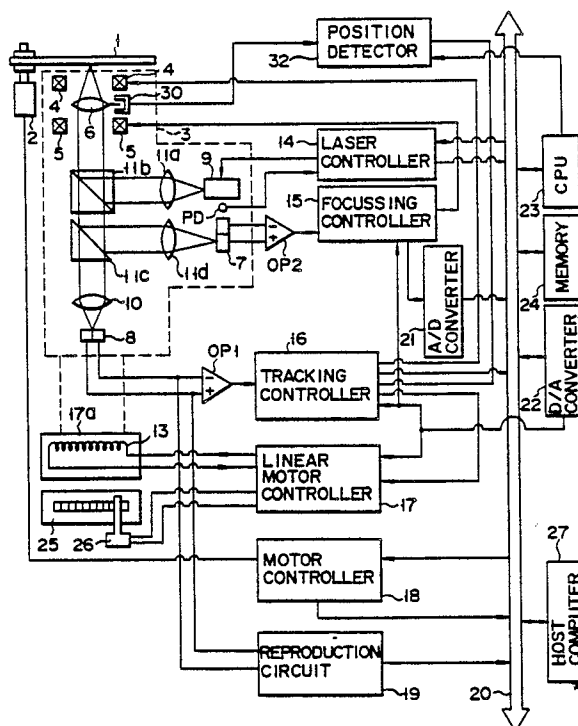 1
POSITION
DETECTOR
32
4
4
30
2
6
3
5
5
14
LASER
CONTROLLER
11b
11a
9
PD
15
FOCUSSING
CONTROLLER
CPU
23
11c
11d
7
OP2
MEMORY
24
10
8
21
A/D CONVERTER
D/A CONVERTER
22
OP1
16
TRACKING
CONTROLLER
17a
13
LINEAR
MOTOR
CONTROLLER
17
25
26
MOTOR
CONTROLLER
18
27
HOST
COMPUTER
REPRODUCTION
CIRCUIT
19
20